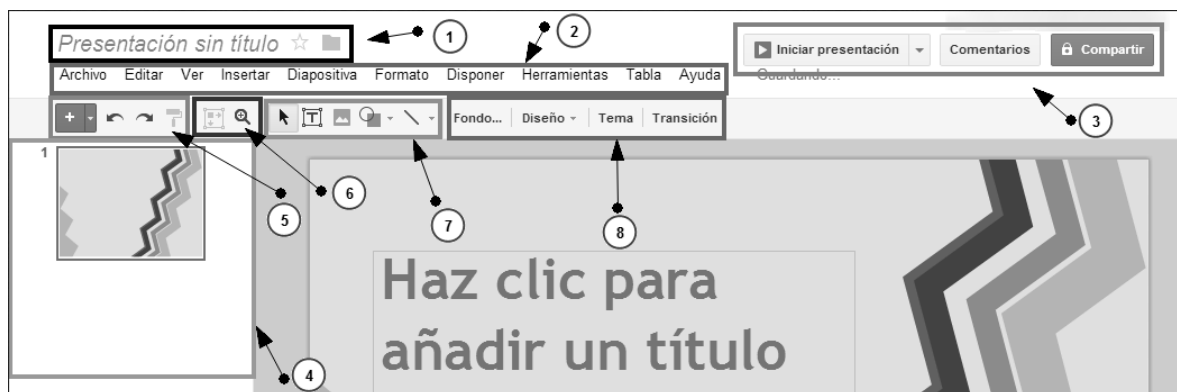 Presentación sin título
1
2
Iniciar presentación
Comentarios
Compartir
Archivo Editar Ver Insertar Diapositiva Formato Disponer Herramientas Tabla Ayuda
Guardando...
Fondo... Diseño Tema Transición
3
1
5
6
7
8
Haz clic para
añadir un título
4